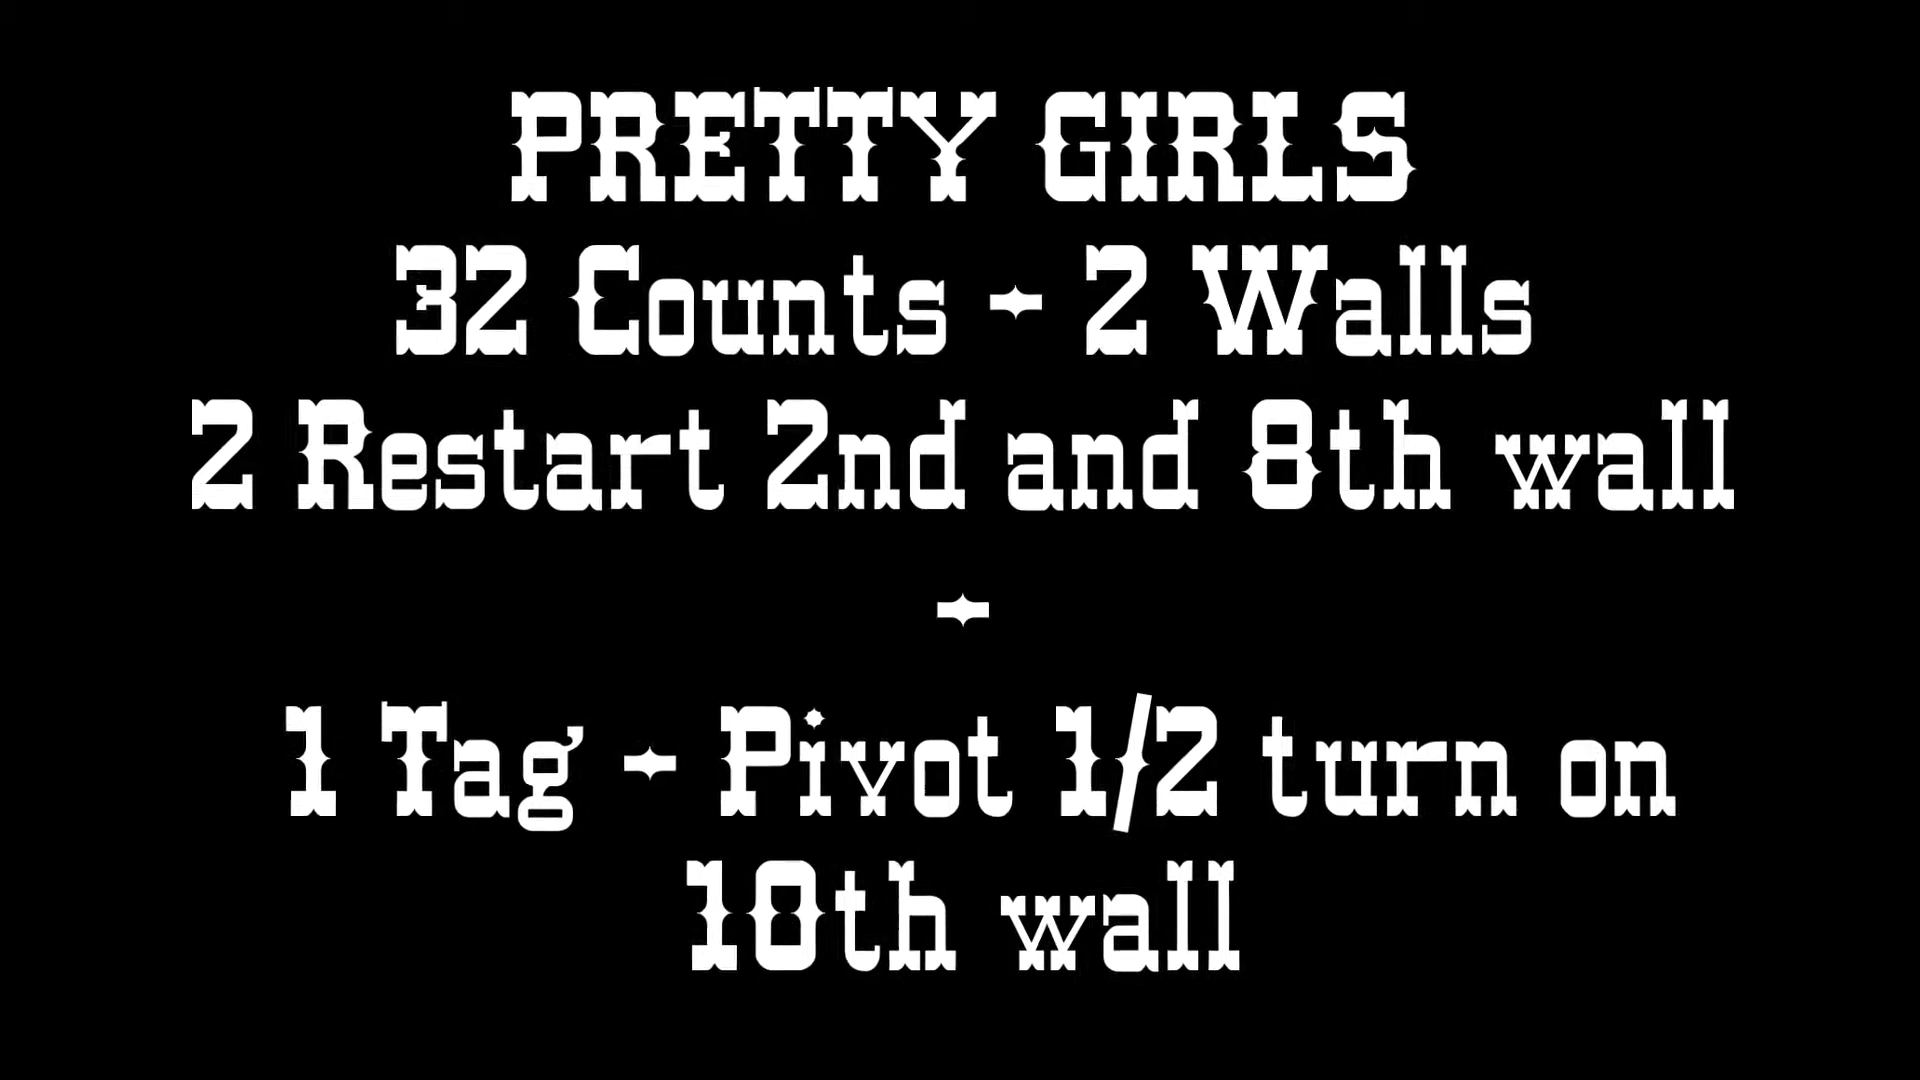 PRETTY GIRLS
32 Counts - 2 Walls
2 Restart 2nd and 8th wall
-
1 Tag - Pivot 1/2 turn on
10th wall